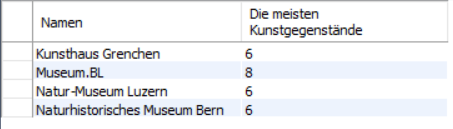 Namen
Die meisten
Kunstgegenstände
Kunsthaus Grenchen 6
Museum.BL 8
Natur-Museum Luzern 6
Naturhistorisches Museum Bern 6